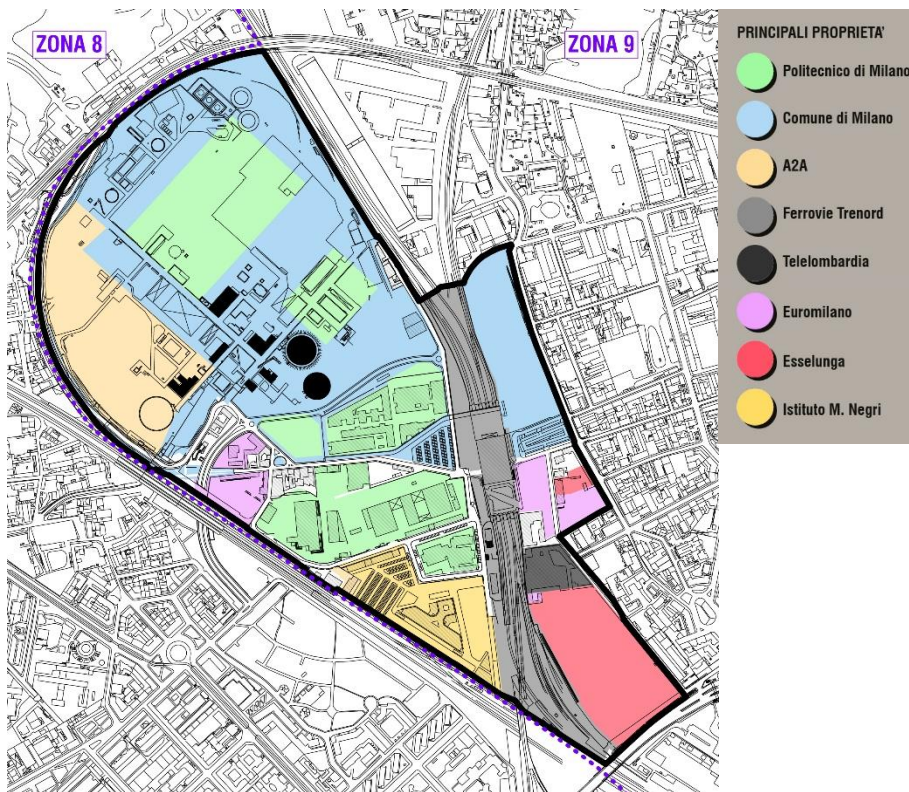 ZONA 8
ZONA 9
PRINCIPALI PROPRIETA'
Politecnico di Milano
Comune di Milano
A2A
Ferrovie Trenord
Telelombardia
Euromilano
Esselunga
Istituto M. Negri